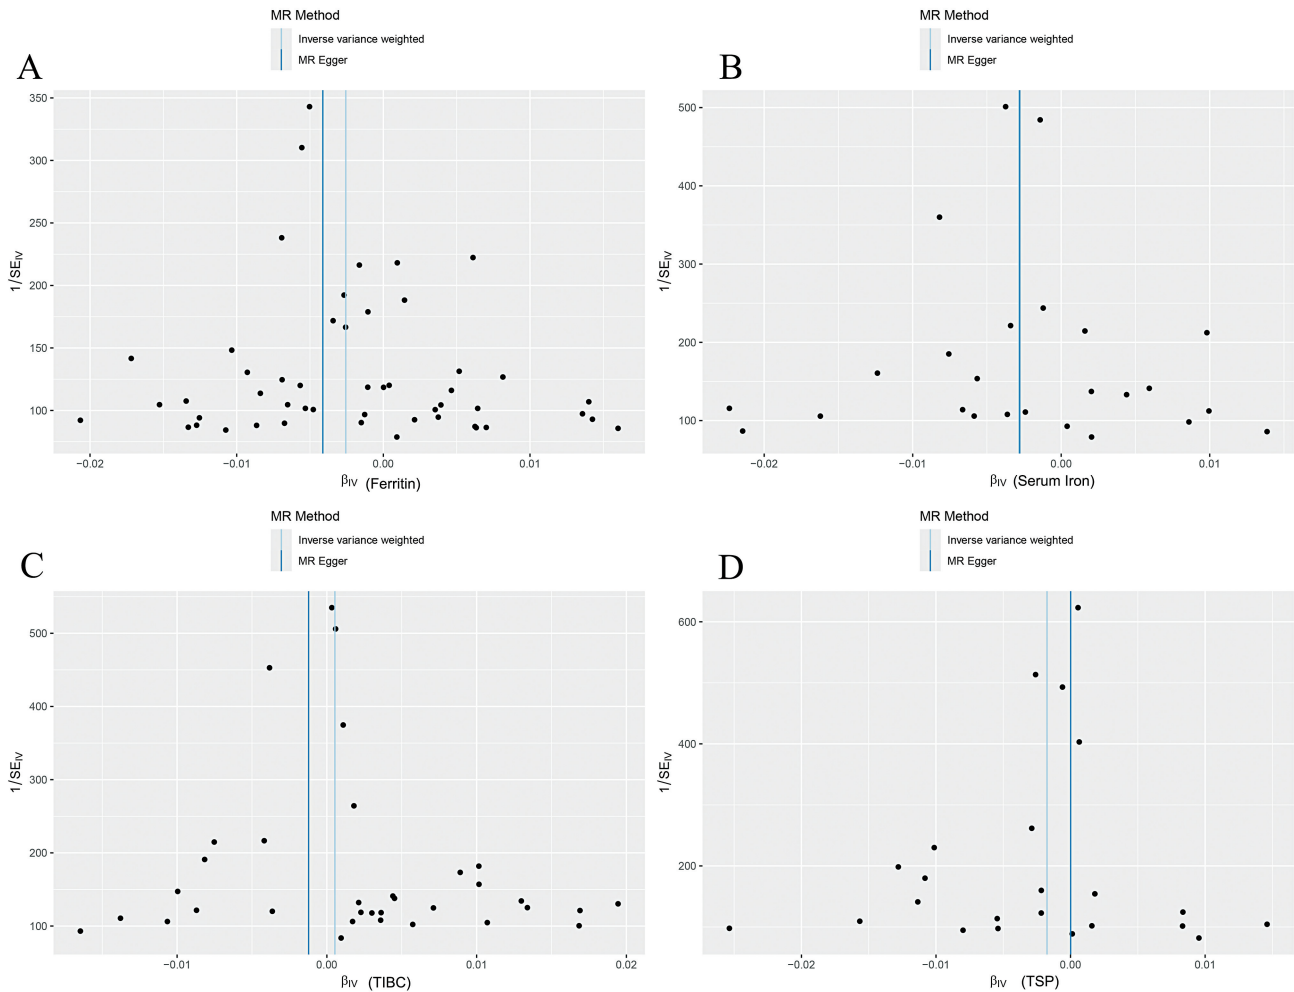 A
MR Method
Inverse variance weighted
MR Egger
350
300
250
200
150
100
1/SE_IV
−0.02
−0.01
0.00
0.01
β_IV (Ferritin)
B
MR Method
Inverse variance weighted
MR Egger
500
400
300
200
100
1/SE_IV
−0.02
−0.01
0.00
0.01
β_IV (Serum Iron)
C
MR Method
Inverse variance weighted
MR Egger
500
400
300
200
100
1/SE_IV
−0.01
0.00
0.01
0.02
β_IV (TIBC)
D
MR Method
Inverse variance weighted
MR Egger
600
400
200
1/SE_IV
−0.02
−0.01
0.00
0.01
β_IV (TSP)